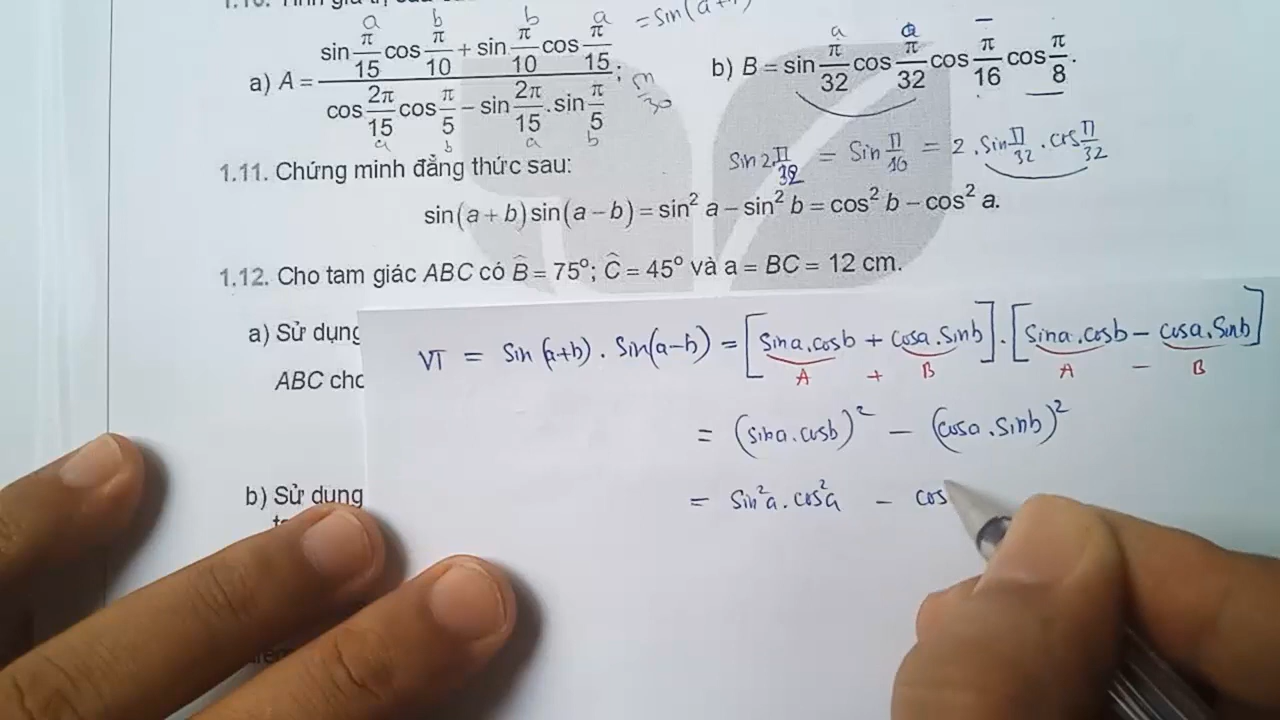 a) A = (sin π/15 cos π/10 + sin π/10 cos π/15) / (cos 2π/15 cos π/5 − sin 2π/15 . sin π/5);
a b b a
a b a b
= sin(a+
b) B = sin π/32 cos π/32 cos π/16 cos π/8.
a a
Sin 2.π/32 = Sin π/16 = 2.Sin π/32 . cos π/32
1.11. Chứng minh đẳng thức sau:
sin(a + b) sin(a − b) = sin² a − sin² b = cos² b − cos² a.
1.12. Cho tam giác ABC có B̂ = 75°; Ĉ = 45° và a = BC = 12 cm.
a) Sử dụng
ABC cho
b) Sử dụng
VT = Sin (a+b) . Sin(a−b) = [Sina.cosb + cosa.Sinb] . [Sina.cosb − cosa.Sinb]
A + B A − B
= (sina.cosb)² − (cosa.sinb)²
= Sin²a . cos²a − cos